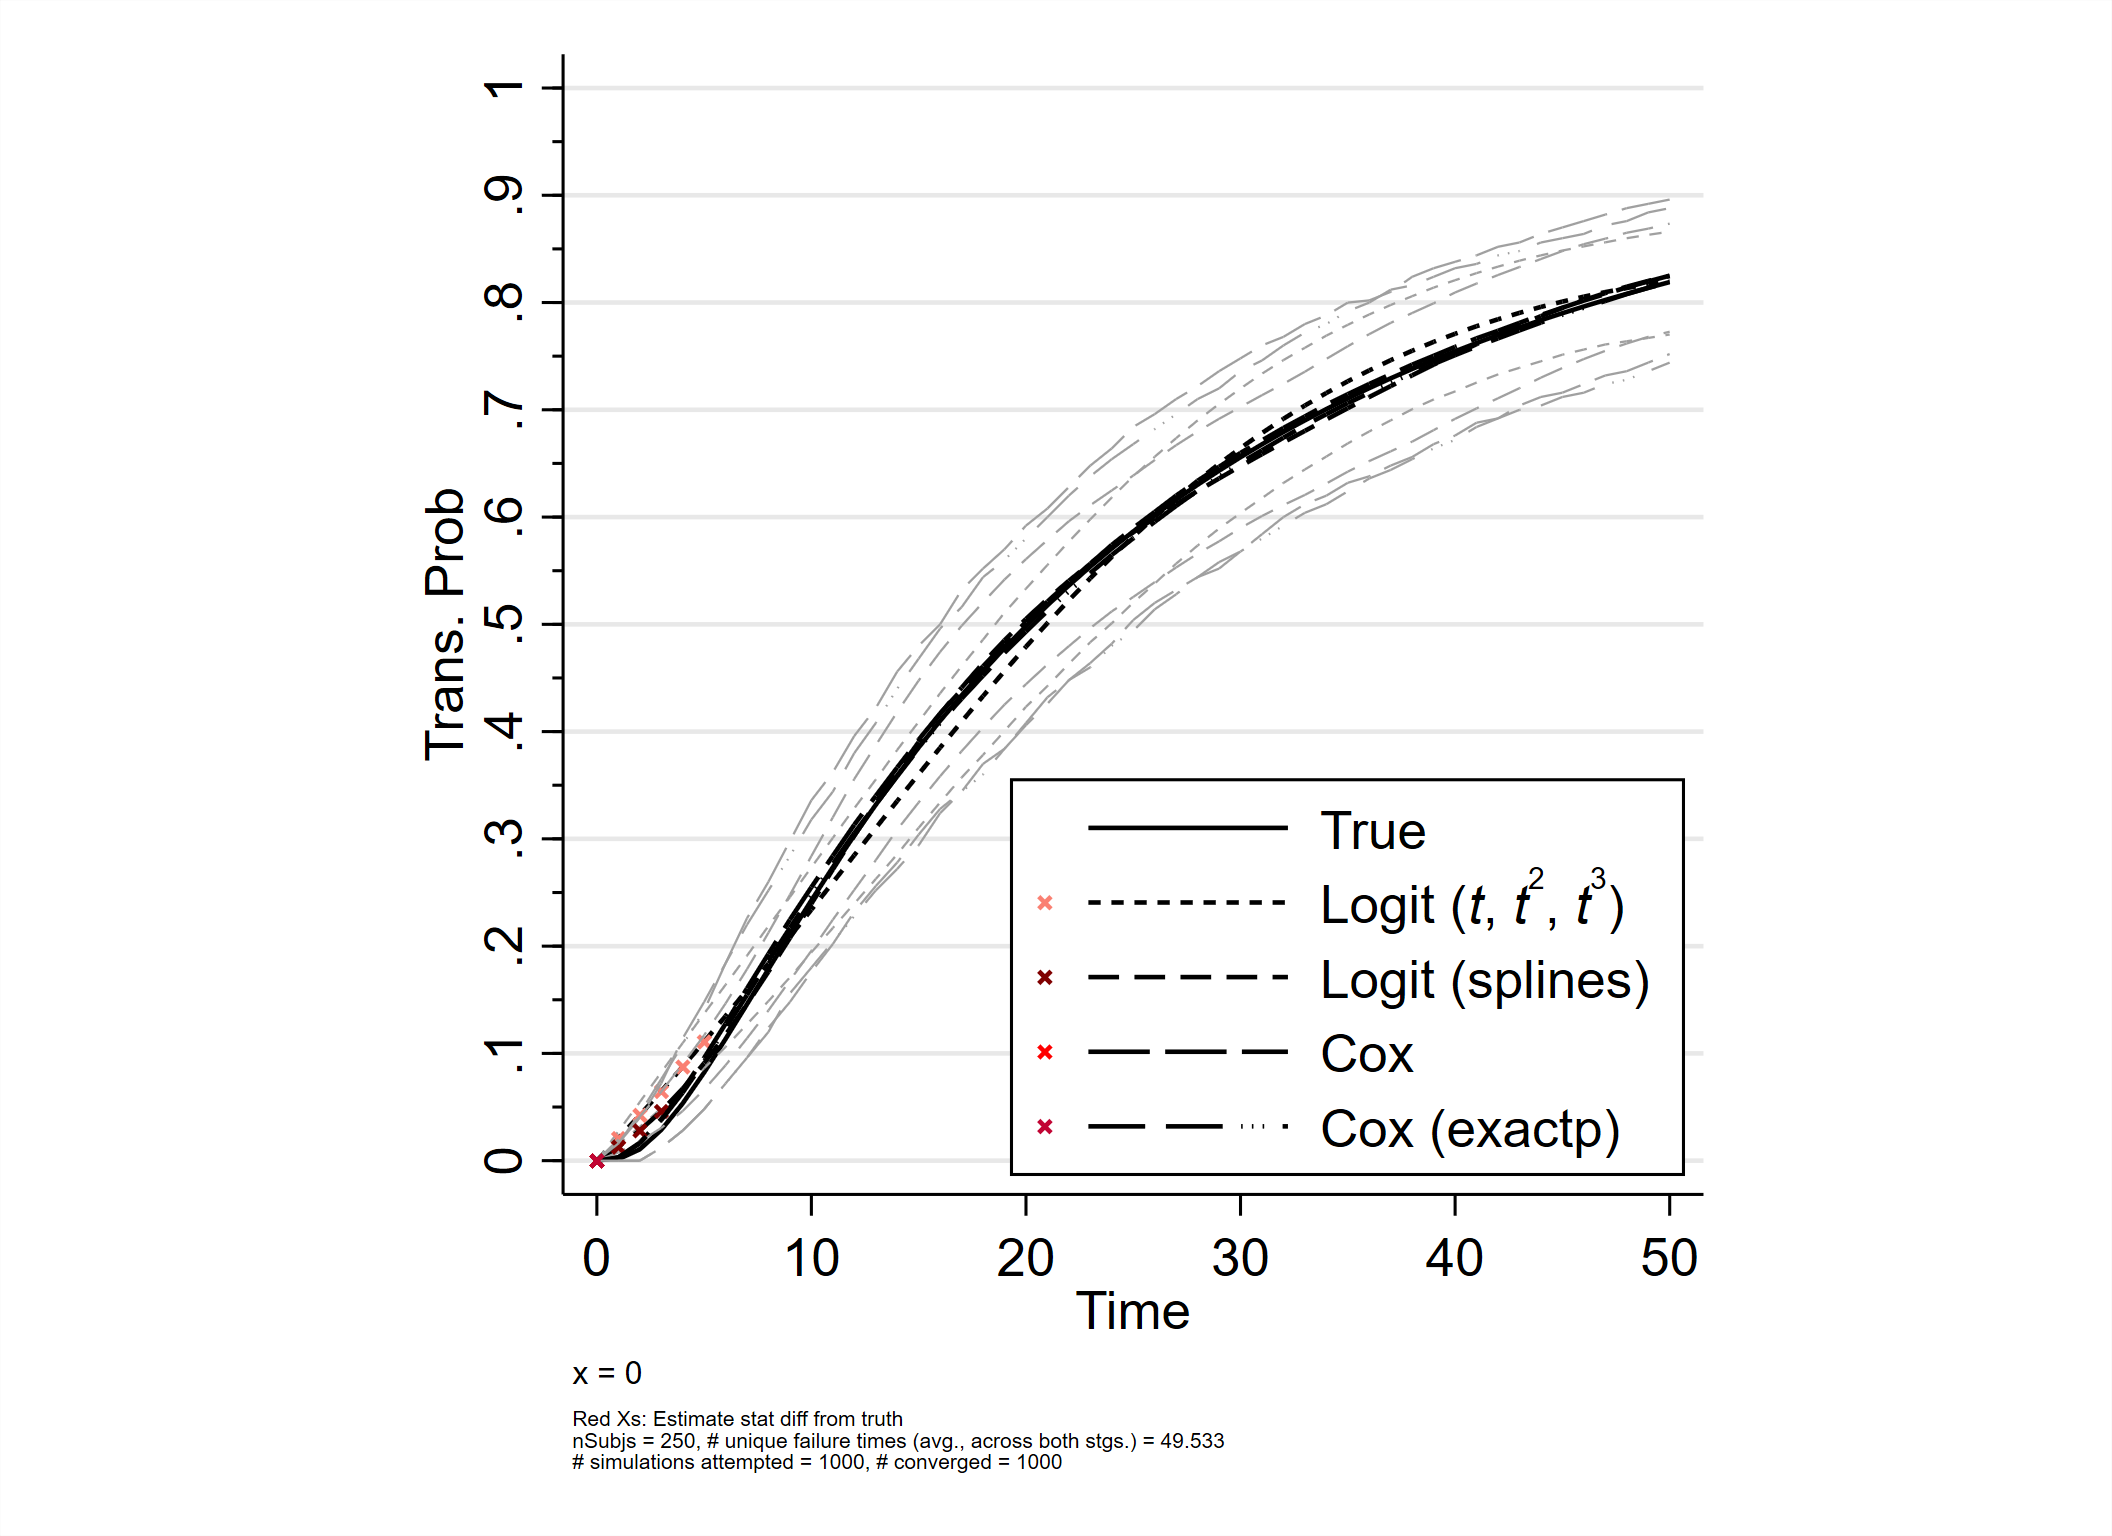 1
.9
.8
.7
.6
.5
.4
.3
.2
.1
0
Trans. Prob
True
Logit (t, t², t³)
Logit (splines)
Cox
Cox (exactp)
0 10 20 30 40 50
Time
x = 0
Red Xs: Estimate stat diff from truth
nSubjs = 250, # unique failure times (avg., across both stgs.) = 49.533
# simulations attempted = 1000, # converged = 1000